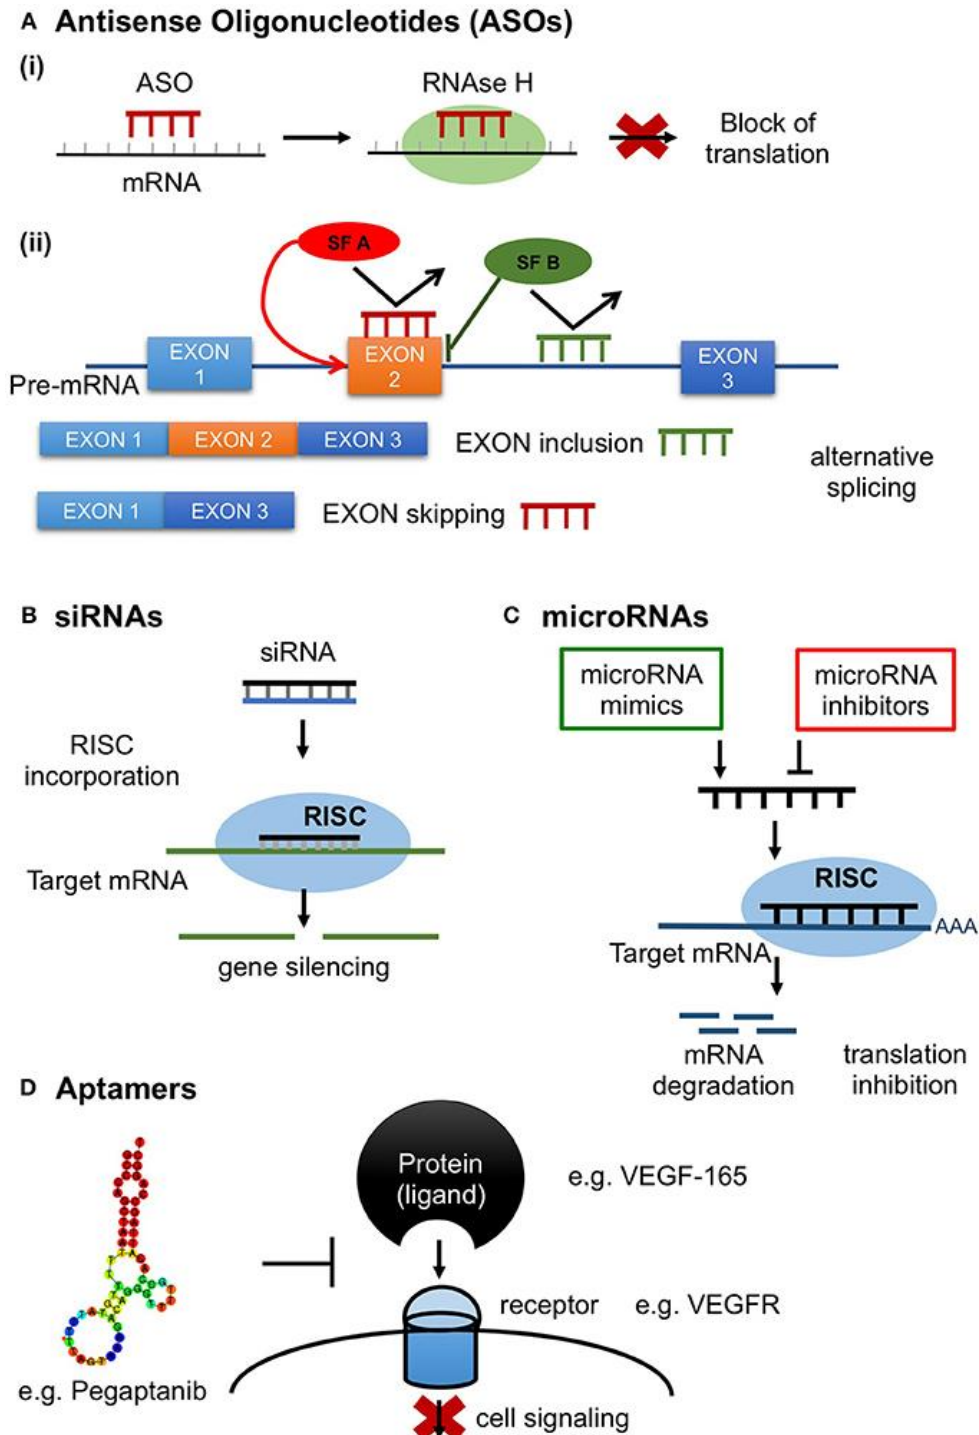 A Antisense Oligonucleotides (ASOs)
(i)
ASO
RNAse H
mRNA
Block of
translation
(ii)
SF A
SF B
EXON
1
EXON
2
EXON
3
Pre-mRNA
EXON 1 EXON 2 EXON 3 EXON inclusion
EXON 1 EXON 3 EXON skipping
alternative
splicing
B siRNAs
siRNA
RISC
incorporation
RISC
Target mRNA
gene silencing
C microRNAs
microRNA
mimics
microRNA
inhibitors
RISC
AAA
Target mRNA
mRNA
degradation
translation
inhibition
D Aptamers
Protein
(ligand)
e.g. VEGF-165
receptor e.g. VEGFR
e.g. Pegaptanib
cell signaling